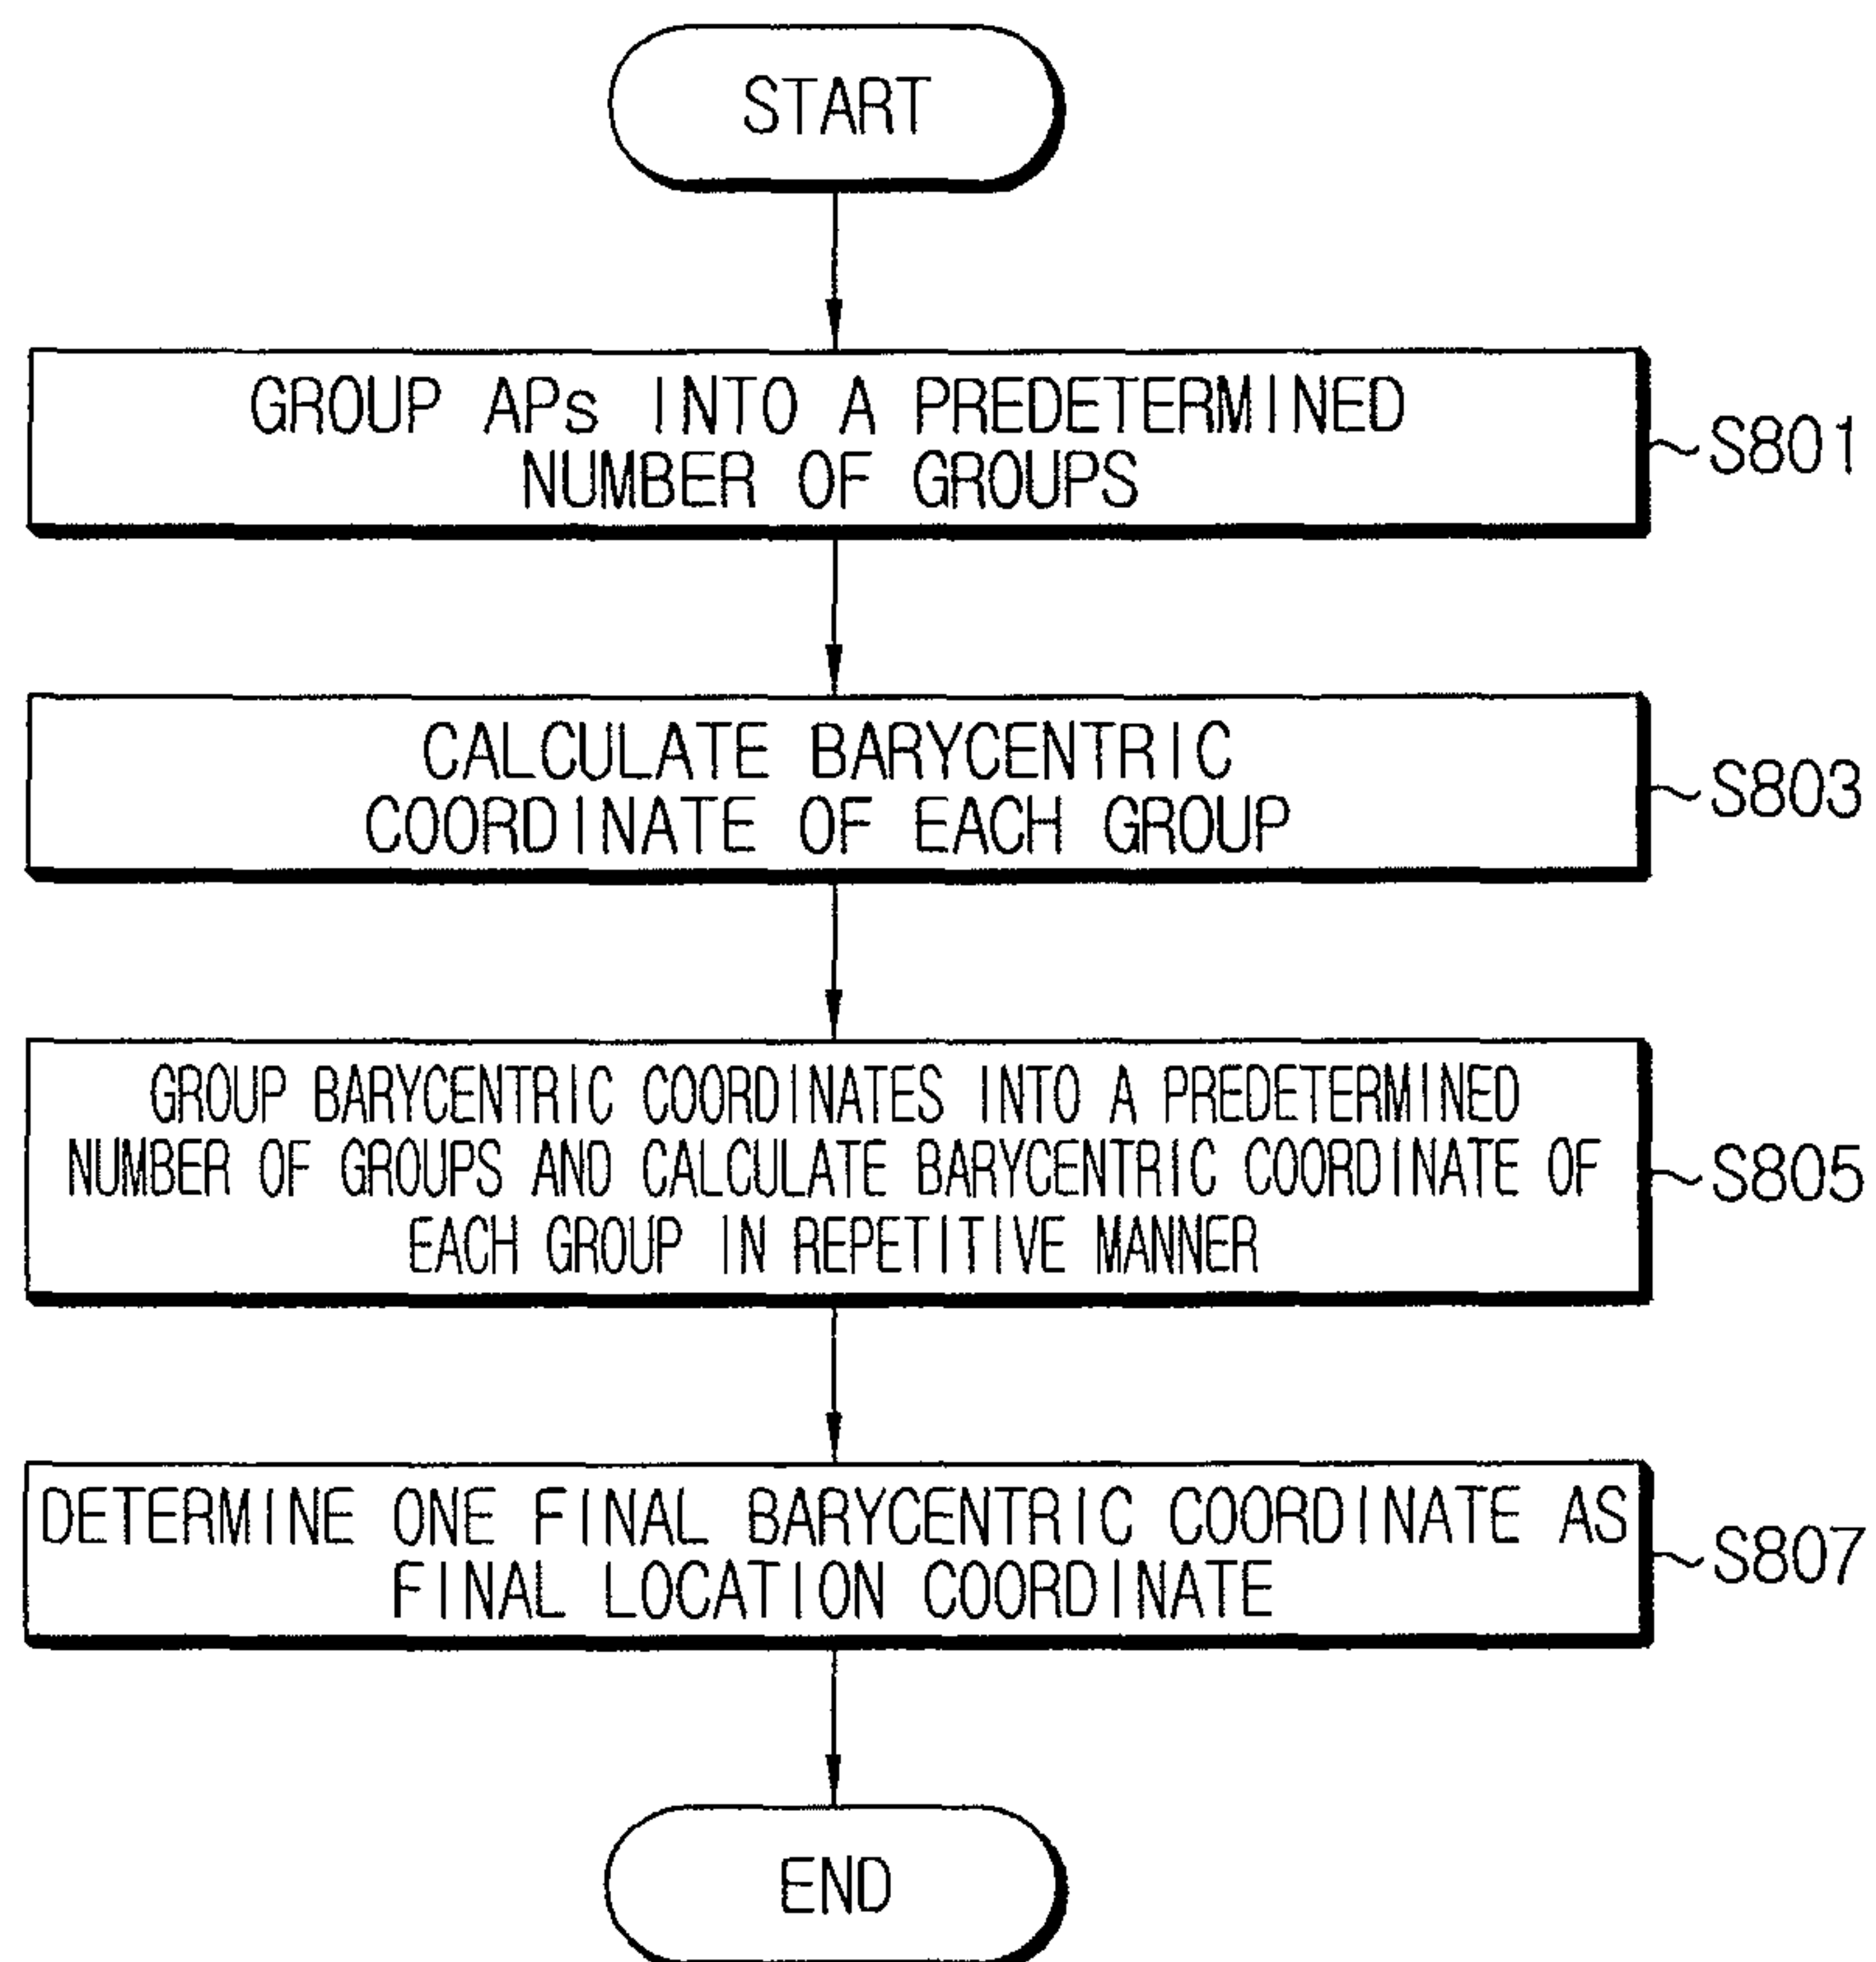 START
GROUP APs INTO A PREDETERMINED
NUMBER OF GROUPS
S801
CALCULATE BARYCENTRIC
COORDINATE OF EACH GROUP
S803
GROUP BARYCENTRIC COORDINATES INTO A PREDETERMINED
NUMBER OF GROUPS AND CALCULATE BARYCENTRIC COORDINATE OF
EACH GROUP IN REPETITIVE MANNER
S805
DETERMINE ONE FINAL BARYCENTRIC COORDINATE AS
FINAL LOCATION COORDINATE
S807
END